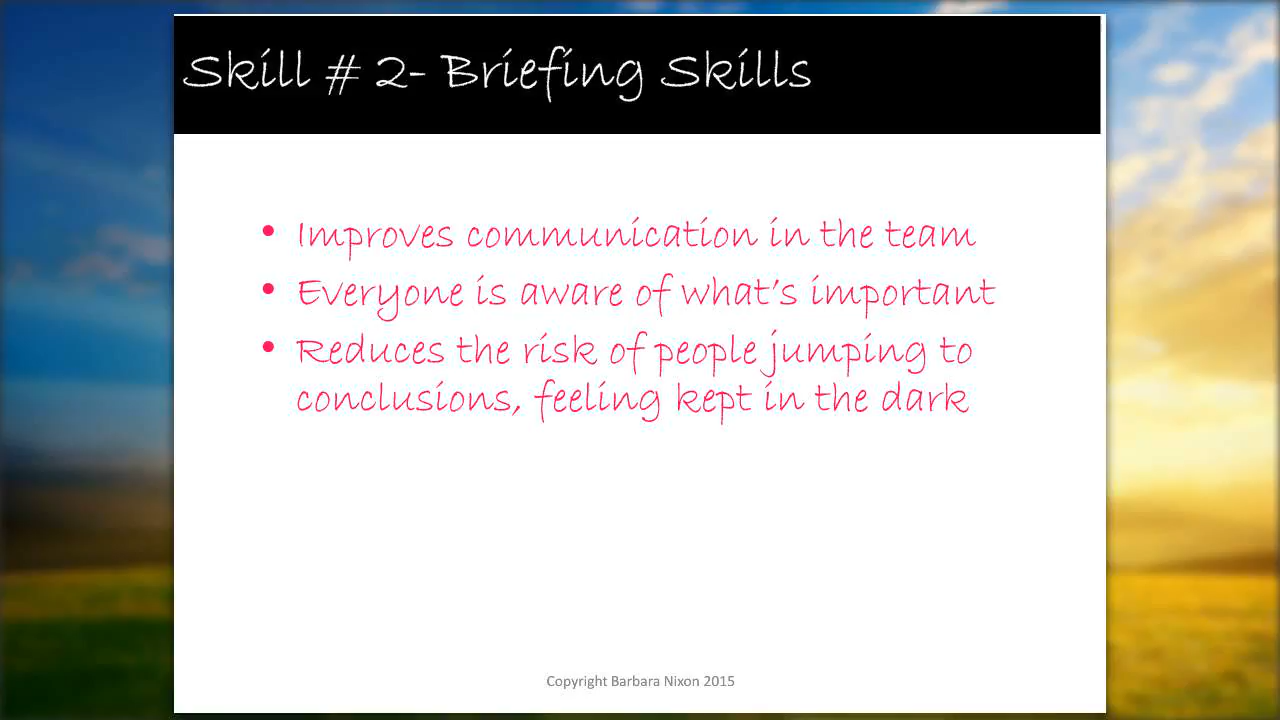 Skill # 2- Briefing Skills
• Improves communication in the team
• Everyone is aware of what's important
• Reduces the risk of people jumping to
conclusions, feeling kept in the dark
Copyright Barbara Nixon 2015